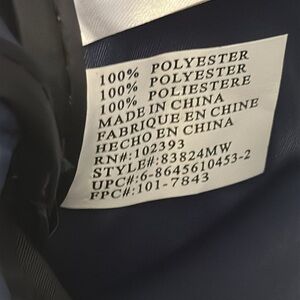 100% POLYESTER
100% POLYESTER
100% POLIESTERE
MADE IN CHINA
FABRIQUE EN CHINE
HECHO EN CHINA
RN#:102393
STYLE#:83824MW
UPC#:6-8645610453-2
FPC#:101-7843